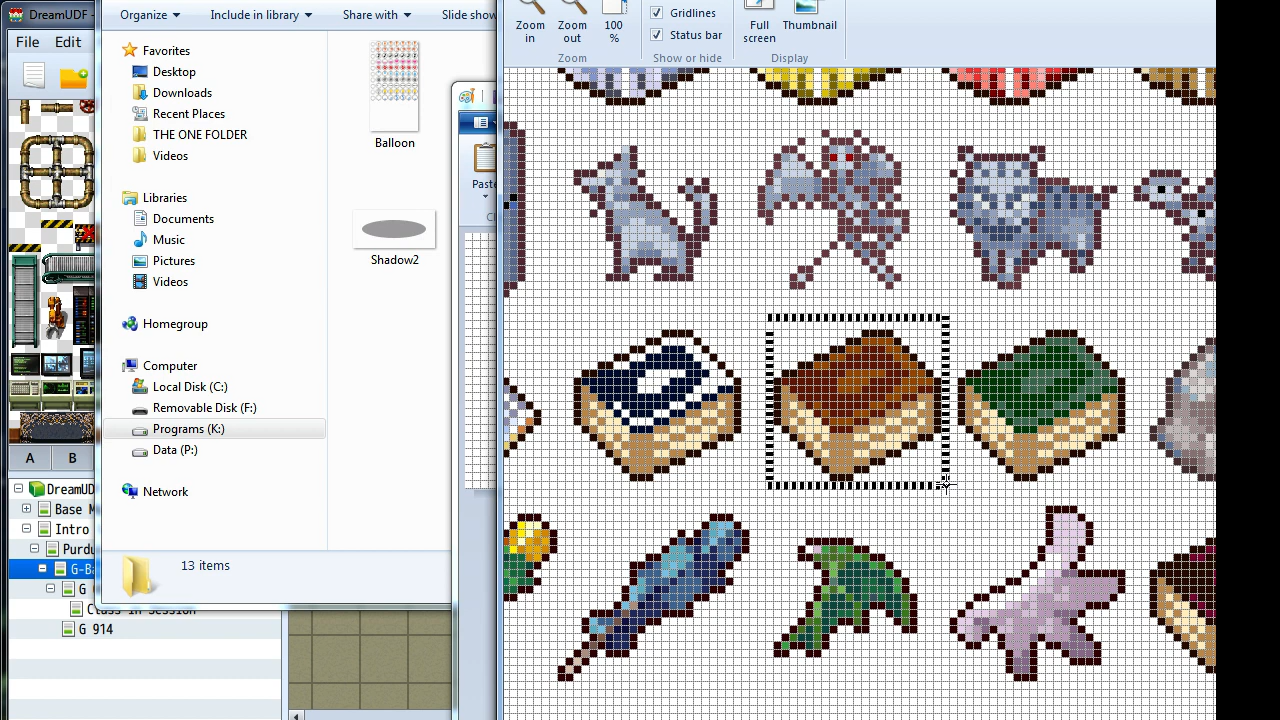 DreamUDF -
File Edit
A B
DreamUD
Base M
Intro
Purdu
G-Ba
G
Class in Session
G 914
Organize Include in library Share with Slide show
Favorites
Desktop
Downloads
Recent Places
THE ONE FOLDER
Videos
Libraries
Documents
Music
Pictures
Videos
Homegroup
Computer
Local Disk (C:)
Removable Disk (F:)
Programs (K:)
Data (P:)
Network
13 items
Balloon
Shadow2
Paste
Zoom in
Zoom out
100 %
Zoom
Gridlines
Status bar
Show or hide
Full screen
Thumbnail
Display